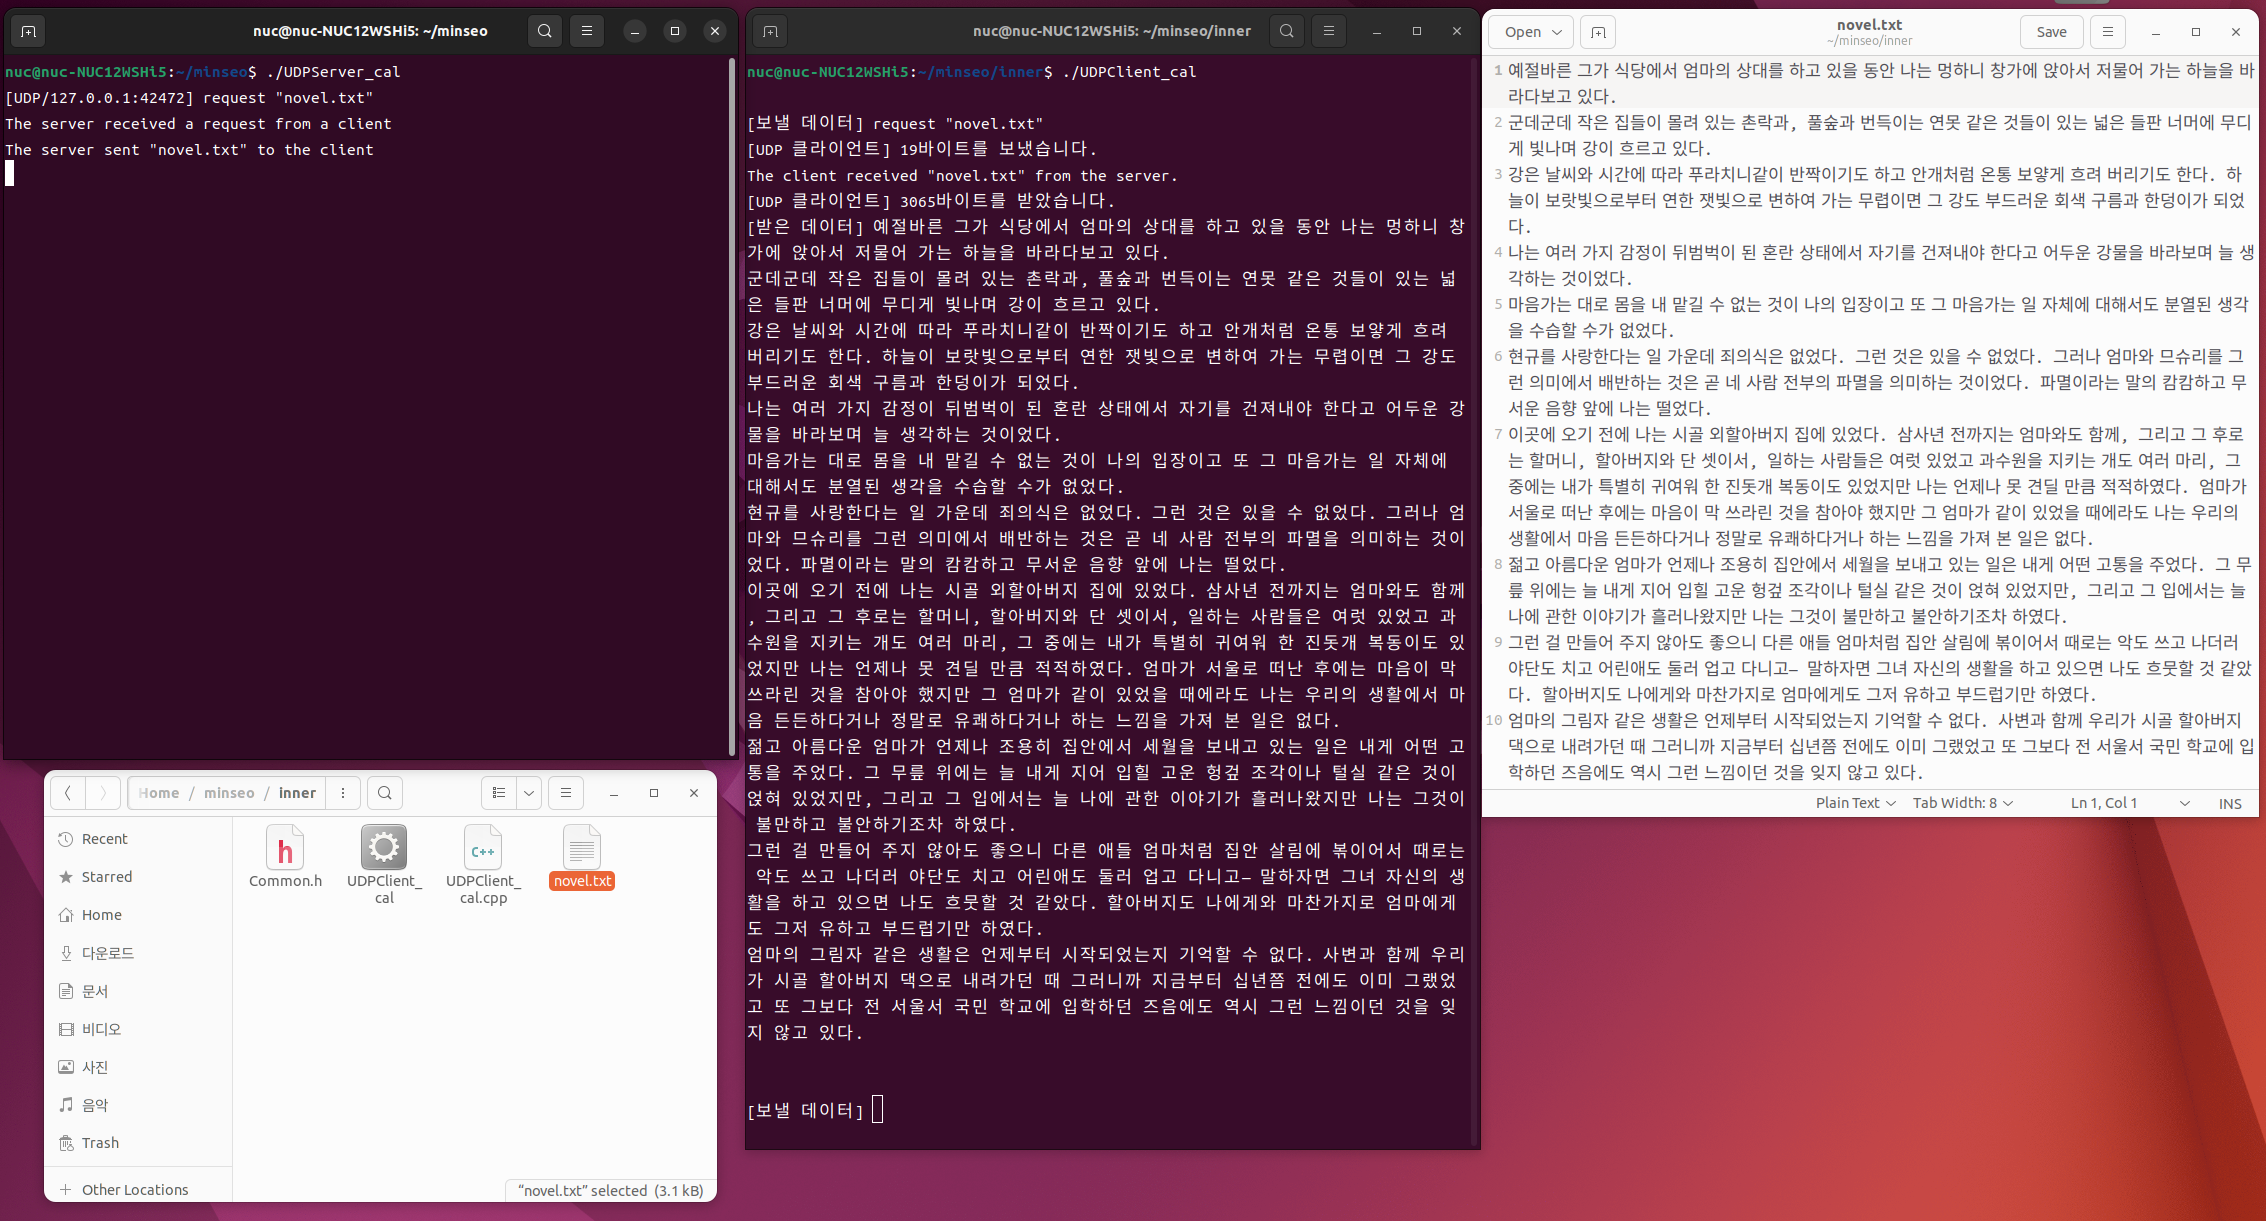 nuc@nuc-NUC12WSHi5: ~/minseo
nuc@nuc-NUC12WSHi5:~/minseo$ ./UDPServer_cal
[UDP/127.0.0.1:42472] request "novel.txt"
The server received a request from a client
The server sent "novel.txt" to the client
nuc@nuc-NUC12WSHi5: ~/minseo/inner
nuc@nuc-NUC12WSHi5:~/minseo/inner$ ./UDPClient_cal
[보낼 데이터] request "novel.txt"
[UDP 클라이언트] 19바이트를 보냈습니다.
The client received "novel.txt" from the server.
[UDP 클라이언트] 3065바이트를 받았습니다.
[받은 데이터] 예절바른 그가 식당에서 엄마의 상대를 하고 있을 동안 나는 멍하니 창
가에 앉아서 저물어 가는 하늘을 바라다보고 있다.
군데군데 작은 집들이 몰려 있는 촌락과, 풀숲과 번득이는 연못 같은 것들이 있는 넓
은 들판 너머에 무디게 빛나며 강이 흐르고 있다.
강은 날씨와 시간에 따라 푸라치니같이 반짝이기도 하고 안개처럼 온통 보얗게 흐려
버리기도 한다. 하늘이 보랏빛으로부터 연한 잿빛으로 변하여 가는 무렵이면 그 강도
부드러운 회색 구름과 한덩이가 되었다.
나는 여러 가지 감정이 뒤범벅이 된 혼란 상태에서 자기를 건져내야 한다고 어두운 강
물을 바라보며 늘 생각하는 것이었다.
마음가는 대로 몸을 내 맡길 수 없는 것이 나의 입장이고 또 그 마음가는 일 자체에
대해서도 분열된 생각을 수습할 수가 없었다.
현규를 사랑한다는 일 가운데 죄의식은 없었다. 그런 것은 있을 수 없었다. 그러나 엄
마와 므슈리를 그런 의미에서 배반하는 것은 곧 네 사람 전부의 파멸을 의미하는 것이
었다. 파멸이라는 말의 캄캄하고 무서운 음향 앞에 나는 떨었다.
이곳에 오기 전에 나는 시골 외할아버지 집에 있었다. 삼사년 전까지는 엄마와도 함께
, 그리고 그 후로는 할머니, 할아버지와 단 셋이서, 일하는 사람들은 여럿 있었고 과
수원을 지키는 개도 여러 마리, 그 중에는 내가 특별히 귀여워 한 진돗개 복동이도 있
었지만 나는 언제나 못 견딜 만큼 적적하였다. 엄마가 서울로 떠난 후에는 마음이 막
쓰라린 것을 참아야 했지만 그 엄마가 같이 있었을 때에라도 나는 우리의 생활에서 마
음 든든하다거나 정말로 유쾌하다거나 하는 느낌을 가져 본 일은 없다.
젊고 아름다운 엄마가 언제나 조용히 집안에서 세월을 보내고 있는 일은 내게 어떤 고
통을 주었다. 그 무릎 위에는 늘 내게 지어 입힐 고운 헝겊 조각이나 털실 같은 것이
얹혀 있었지만, 그리고 그 입에서는 늘 나에 관한 이야기가 흘러나왔지만 나는 그것이
불만하고 불안하기조차 하였다.
그런 걸 만들어 주지 않아도 좋으니 다른 애들 엄마처럼 집안 살림에 볶이어서 때로는
악도 쓰고 나더러 야단도 치고 어린애도 둘러 업고 다니고— 말하자면 그녀 자신의 생
활을 하고 있으면 나도 흐뭇할 것 같았다. 할아버지도 나에게와 마찬가지로 엄마에게
도 그저 유하고 부드럽기만 하였다.
엄마의 그림자 같은 생활은 언제부터 시작되었는지 기억할 수 없다. 사변과 함께 우리
가 시골 할아버지 댁으로 내려가던 때 그러니까 지금부터 십년쯤 전에도 이미 그랬었
고 또 그보다 전 서울서 국민 학교에 입학하던 즈음에도 역시 그런 느낌이던 것을 잊
지 않고 있다.
[보낼 데이터]
Open
novel.txt
~/minseo/inner
Save
1 예절바른 그가 식당에서 엄마의 상대를 하고 있을 동안 나는 멍하니 창가에 앉아서 저물어 가는 하늘을 바
라다보고 있다.
2 군데군데 작은 집들이 몰려 있는 촌락과, 풀숲과 번득이는 연못 같은 것들이 있는 넓은 들판 너머에 무디
게 빛나며 강이 흐르고 있다.
3 강은 날씨와 시간에 따라 푸라치니같이 반짝이기도 하고 안개처럼 온통 보얗게 흐려 버리기도 한다. 하
늘이 보랏빛으로부터 연한 잿빛으로 변하여 가는 무렵이면 그 강도 부드러운 회색 구름과 한덩이가 되었
다.
4 나는 여러 가지 감정이 뒤범벅이 된 혼란 상태에서 자기를 건져내야 한다고 어두운 강물을 바라보며 늘 생
각하는 것이었다.
5 마음가는 대로 몸을 내 맡길 수 없는 것이 나의 입장이고 또 그 마음가는 일 자체에 대해서도 분열된 생각
을 수습할 수가 없었다.
6 현규를 사랑한다는 일 가운데 죄의식은 없었다. 그런 것은 있을 수 없었다. 그러나 엄마와 므슈리를 그
런 의미에서 배반하는 것은 곧 네 사람 전부의 파멸을 의미하는 것이었다. 파멸이라는 말의 캄캄하고 무
서운 음향 앞에 나는 떨었다.
7 이곳에 오기 전에 나는 시골 외할아버지 집에 있었다. 삼사년 전까지는 엄마와도 함께, 그리고 그 후로
는 할머니, 할아버지와 단 셋이서, 일하는 사람들은 여럿 있었고 과수원을 지키는 개도 여러 마리, 그
중에는 내가 특별히 귀여워 한 진돗개 복동이도 있었지만 나는 언제나 못 견딜 만큼 적적하였다. 엄마가
서울로 떠난 후에는 마음이 막 쓰라린 것을 참아야 했지만 그 엄마가 같이 있었을 때에라도 나는 우리의
생활에서 마음 든든하다거나 정말로 유쾌하다거나 하는 느낌을 가져 본 일은 없다.
8 젊고 아름다운 엄마가 언제나 조용히 집안에서 세월을 보내고 있는 일은 내게 어떤 고통을 주었다. 그 무
릎 위에는 늘 내게 지어 입힐 고운 헝겊 조각이나 털실 같은 것이 얹혀 있었지만, 그리고 그 입에서는 늘
나에 관한 이야기가 흘러나왔지만 나는 그것이 불만하고 불안하기조차 하였다.
9 그런 걸 만들어 주지 않아도 좋으니 다른 애들 엄마처럼 집안 살림에 볶이어서 때로는 악도 쓰고 나더러
야단도 치고 어린애도 둘러 업고 다니고— 말하자면 그녀 자신의 생활을 하고 있으면 나도 흐뭇할 것 같았
다. 할아버지도 나에게와 마찬가지로 엄마에게도 그저 유하고 부드럽기만 하였다.
10 엄마의 그림자 같은 생활은 언제부터 시작되었는지 기억할 수 없다. 사변과 함께 우리가 시골 할아버지
댁으로 내려가던 때 그러니까 지금부터 십년쯤 전에도 이미 그랬었고 또 그보다 전 서울서 국민 학교에 입
학하던 즈음에도 역시 그런 느낌이던 것을 잊지 않고 있다.
Plain Text Tab Width: 8 Ln 1, Col 1 INS
Home / minseo / inner
Recent
Starred
Home
다운로드
문서
비디오
사진
음악
Trash
Other Locations
Common.h
UDPClient_
cal
UDPClient_
cal.cpp
novel.txt
C++
h
"novel.txt" selected (3.1 kB)